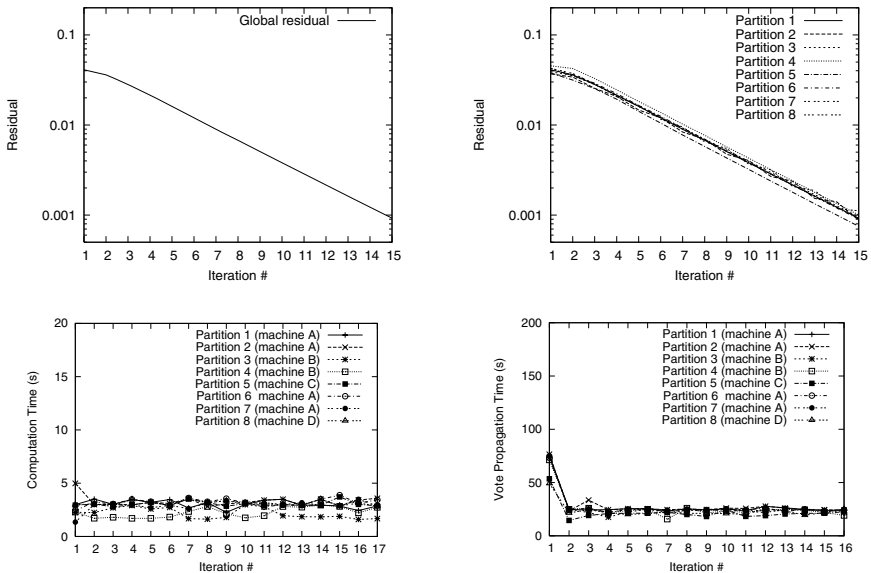 Global residual
0.1
0.01
0.001
Residual
1 2 3 4 5 6 7 8 9 10 11 12 13 14 15
Iteration #
Partition 1
Partition 2
Partition 3
Partition 4
Partition 5
Partition 6
Partition 7
Partition 8
0.1
0.01
0.001
Residual
1 2 3 4 5 6 7 8 9 10 11 12 13 14 15
Iteration #
Partition 1 (machine A)
Partition 2 (machine A)
Partition 3 (machine B)
Partition 4 (machine B)
Partition 5 (machine C)
Partition 6 machine A)
Partition 7 (machine A)
Partition 8 (machine D)
20
15
10
5
0
Computation Time (s)
1 2 3 4 5 6 7 8 9 10 11 12 13 14 15 16 17
Iteration #
Partition 1 (machine A)
Partition 2 (machine A)
Partition 3 (machine B)
Partition 4 (machine B)
Partition 5 (machine C)
Partition 6 machine A)
Partition 7 (machine A)
Partition 8 (machine D)
200
150
100
50
0
Vote Propagation Time (s)
1 2 3 4 5 6 7 8 9 10 11 12 13 14 15 16
Iteration #